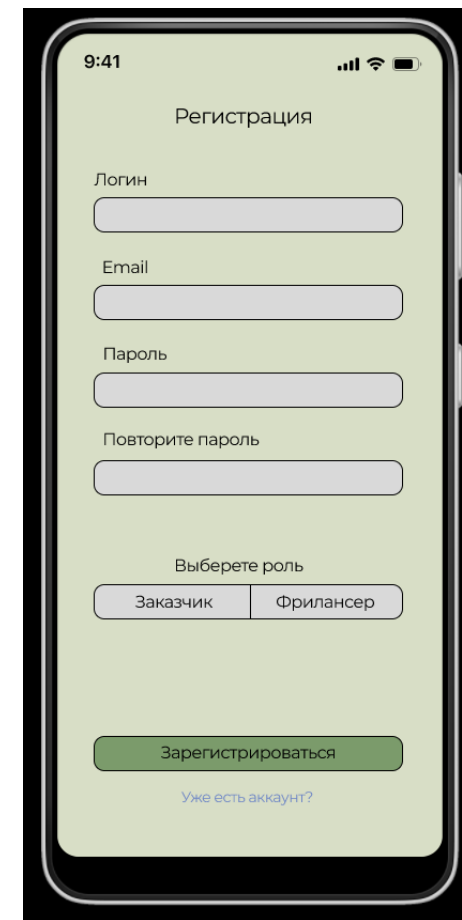 9:41
Регистрация
Логин
Email
Пароль
Повторите пароль
Выберете роль
Заказчик Фрилансер
Зарегистрироваться
Уже есть аккаунт?